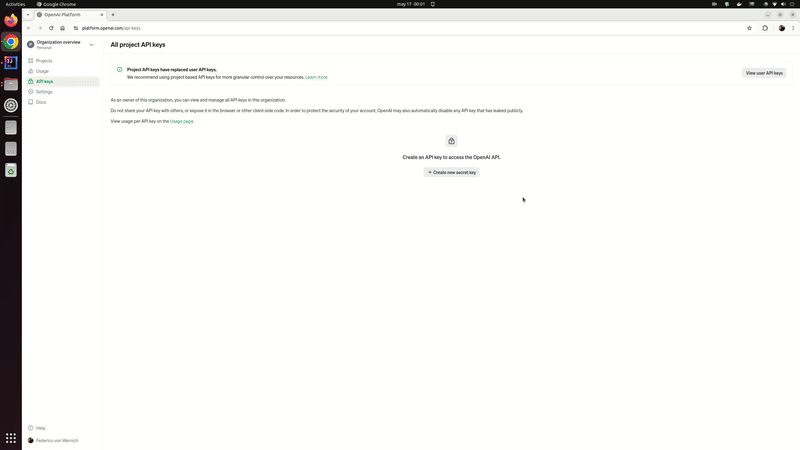 Activities
Google Chrome
may 17 00:01
OpenAI Platform
platform.openai.com/api-keys
Organization overview
Personal
Projects
Usage
API keys
Settings
Docs
Help
Federico von Wernich
All project API keys
Project API keys have replaced user API keys.
We recommend using project based API keys for more granular control over your resources. Learn more
View user API keys
As an owner of this organization, you can view and manage all API keys in this organization.
Do not share your API key with others, or expose it in the browser or other client-side code. In order to protect the security of your account, OpenAI may also automatically disable any API key that has leaked publicly.
View usage per API key on the Usage page.
Create an API key to access the OpenAI API.
+ Create new secret key